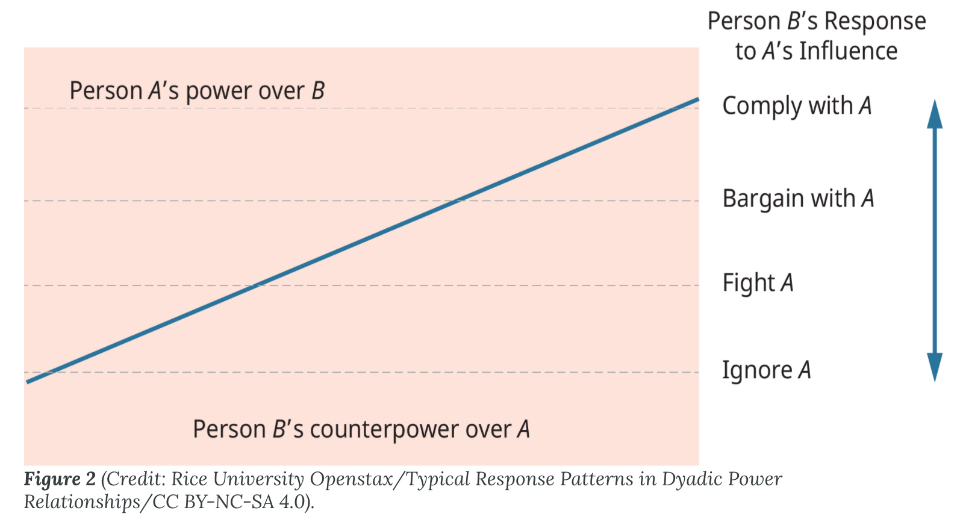 Person B's Response
to A's Influence
Person A's power over B
Comply with A
Bargain with A
Fight A
Ignore A
Person B's counterpower over A
Figure 2 (Credit: Rice University Openstax/Typical Response Patterns in Dyadic Power
Relationships/CC BY-NC-SA 4.0).